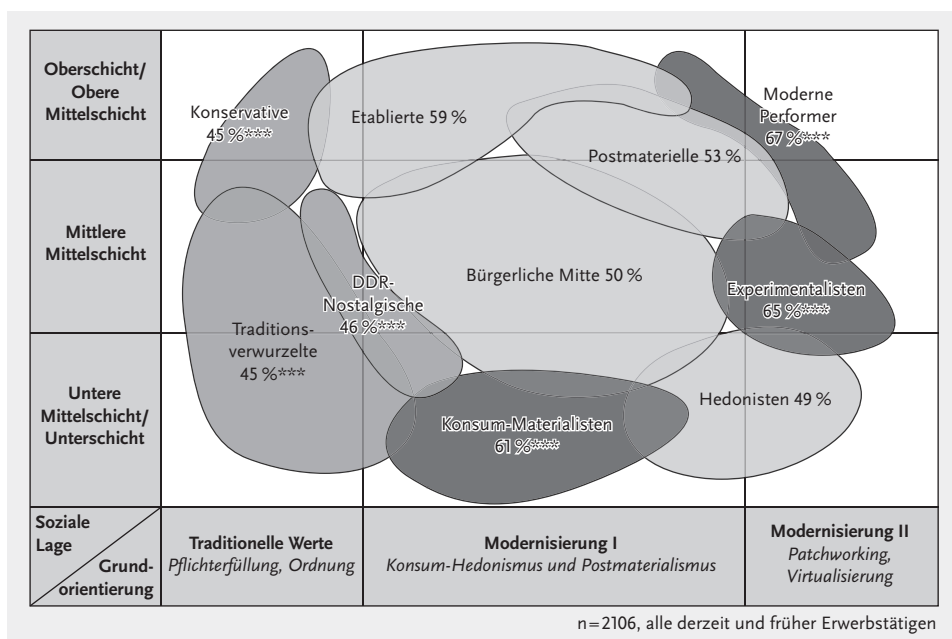 Oberschicht/
Obere
Mittelschicht
Konservative
45 %***
Etablierte 59 %
Moderne
Performer
67 %***
Postmaterielle 53 %
Mittlere
Mittelschicht
Bürgerliche Mitte 50 %
DDR-
Nostalgische
46 %***
Experimentalisten
65 %***
Traditions-
verwurzelte
45 %***
Untere
Mittelschicht/
Unterschicht
Hedonisten 49 %
Konsum-Materialisten
61 %***
Soziale
Lage
Grund-
orientierung
Traditionelle Werte
Pflichterfüllung, Ordnung
Modernisierung I
Konsum-Hedonismus und Postmaterialismus
Modernisierung II
Patchworking,
Virtualisierung
n=2106, alle derzeit und früher Erwerbstätigen